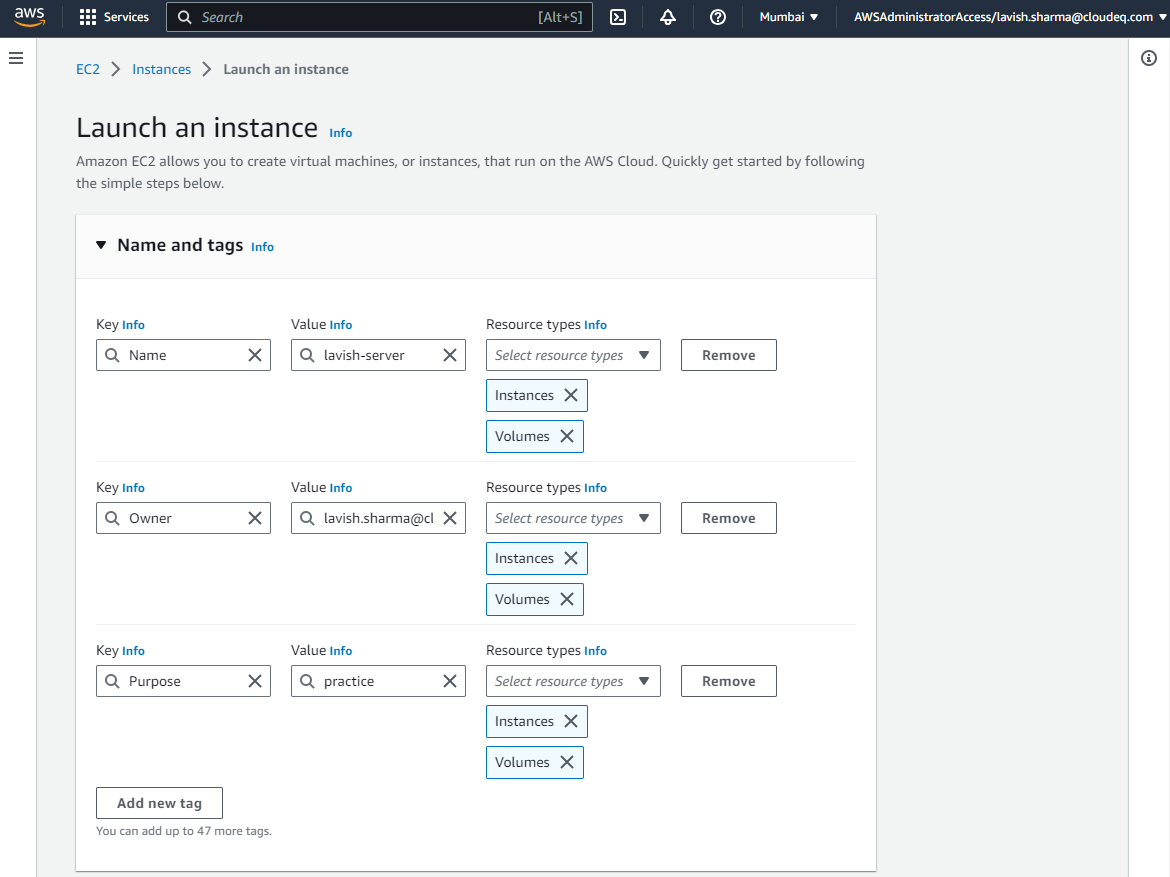 aws
Services
Search [Alt+S]
Mumbai
AWSAdministratorAccess/lavish.sharma@cloudeq.com
EC2 Instances Launch an instance
Launch an instance Info
Amazon EC2 allows you to create virtual machines, or instances, that run on the AWS Cloud. Quickly get started by following
the simple steps below.
Name and tags Info
Key Info Value Info Resource types Info
Name lavish-server Select resource types Remove
Instances
Volumes
Key Info Value Info Resource types Info
Owner lavish.sharma@cl Select resource types Remove
Instances
Volumes
Key Info Value Info Resource types Info
Purpose practice Select resource types Remove
Instances
Volumes
Add new tag
You can add up to 47 more tags.